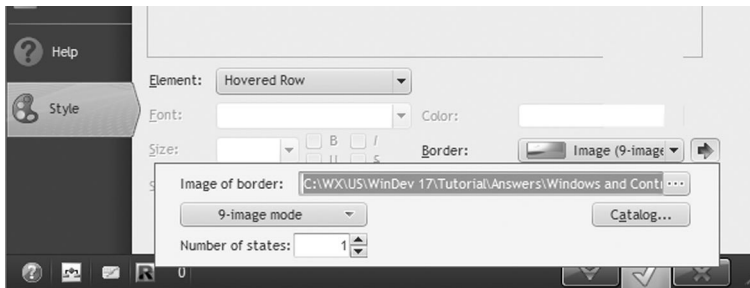 Help
Element: Hovered Row
Style
Font: Color:
Size: B I Border: Image (9-image
U S
S
Image of border: C:\WX\US\WinDev 17\Tutorial\Answers\Windows and Contr ...
9-image mode Catalog...
Number of states: 1
R 0